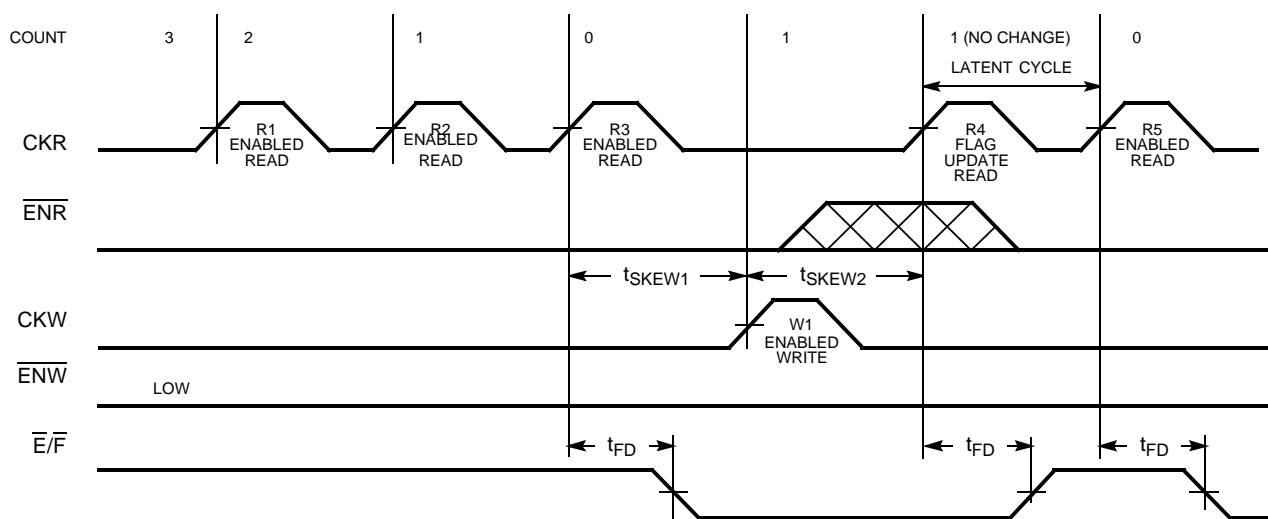 COUNT 3 2 1 0 1 1 (NO CHANGE) 0
LATENT CYCLE
CKR
R1
ENABLED
READ
R2
ENABLED
READ
R3
ENABLED
READ
R4
FLAG
UPDATE
READ
R5
ENABLED
READ
ENR
tSKEW1 tSKEW2
CKW
W1
ENABLED
WRITE
ENW
LOW
E/F
tFD tFD tFD